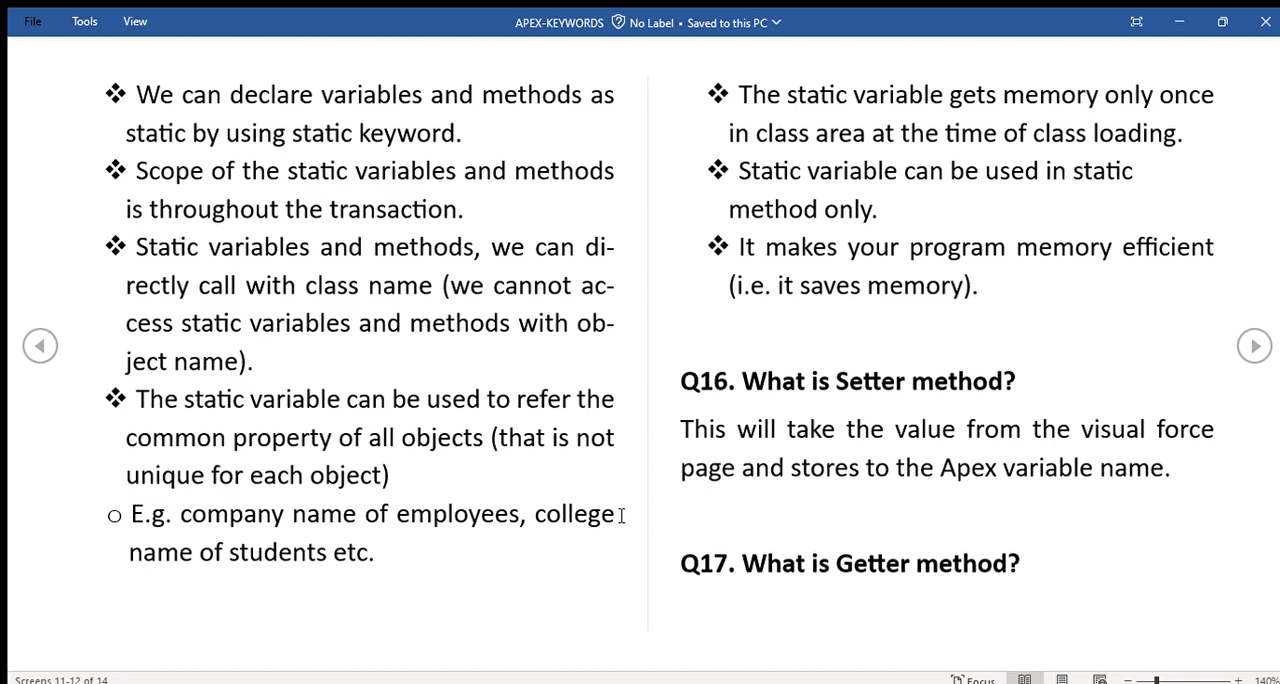 File Tools View APEX-KEYWORDS No Label • Saved to this PC
❖ We can declare variables and methods as
static by using static keyword.
❖ Scope of the static variables and methods
is throughout the transaction.
❖ Static variables and methods, we can di-
rectly call with class name (we cannot ac-
cess static variables and methods with ob-
ject name).
❖ The static variable can be used to refer the
common property of all objects (that is not
unique for each object)
o E.g. company name of employees, college
name of students etc.
❖ The static variable gets memory only once
in class area at the time of class loading.
❖ Static variable can be used in static
method only.
❖ It makes your program memory efficient
(i.e. it saves memory).
Q16. What is Setter method?
This will take the value from the visual force
page and stores to the Apex variable name.
Q17. What is Getter method?
Screens 11-12 of 14 Focus 140%